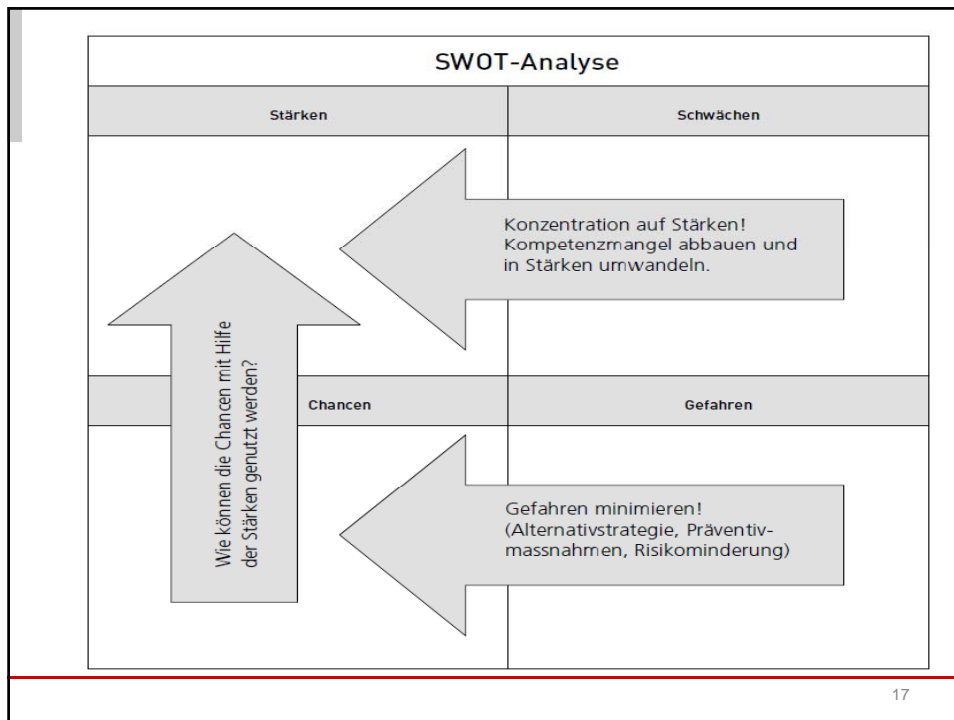 SWOT-Analyse
Stärken
Schwächen
Konzentration auf Stärken!
Kompetenzmangel abbauen und
in Stärken umwandeln.
Wie können die Chancen mit Hilfe
der Stärken genutzt werden?
Chancen
Gefahren
Gefahren minimieren!
(Alternativstrategie, Präventiv-
massnahmen, Risikominderung)
17